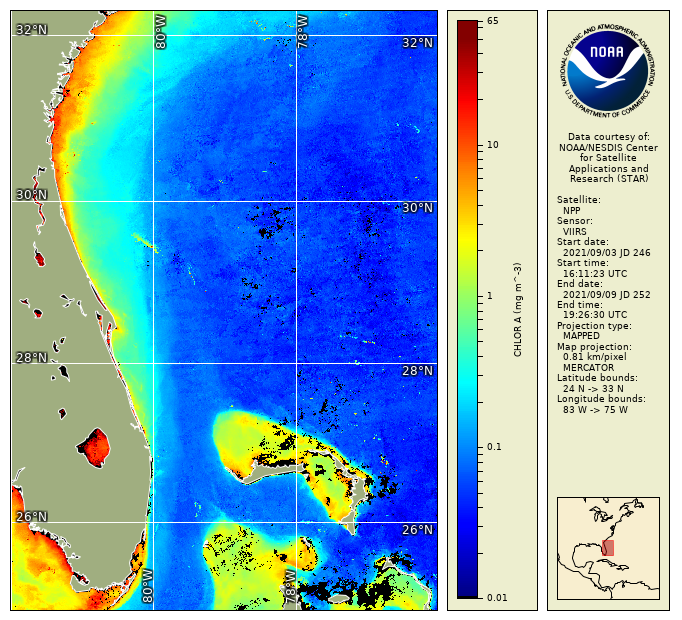 32°N
80°W
78°W
32°N
30°N
30°N
28°N
28°N
26°N
26°N
80°W
78°W
65
10
1
0.1
0.01
CHLOR A (mg m^-3)
NATIONAL OCEANIC AND ATMOSPHERIC ADMINISTRATION
NOAA
U.S. DEPARTMENT OF COMMERCE
Data courtesy of:
NOAA/NESDIS Center
for Satellite
Applications and
Research (STAR)
Satellite:
NPP
Sensor:
VIIRS
Start date:
2021/09/03 JD 246
Start time:
16:11:23 UTC
End date:
2021/09/09 JD 252
End time:
19:26:30 UTC
Projection type:
MAPPED
Map projection:
0.81 km/pixel
MERCATOR
Latitude bounds:
24 N -> 33 N
Longitude bounds:
83 W -> 75 W